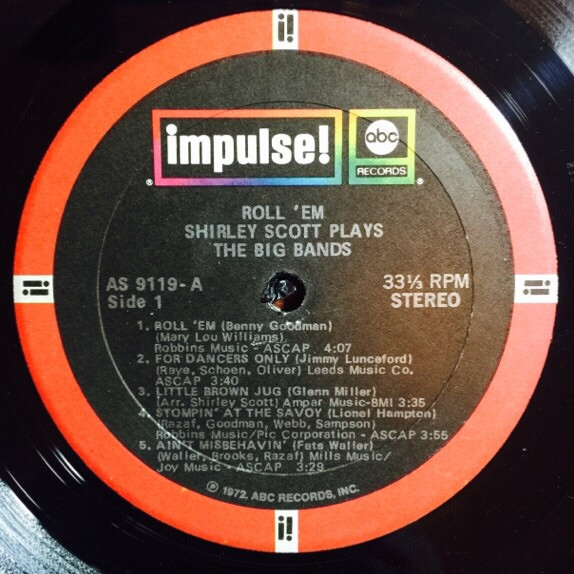 i!
impulse!
abc
RECORDS
®
®
ROLL 'EM
SHIRLEY SCOTT PLAYS
THE BIG BANDS
AS 9119-A
Side 1
33⅓ RPM
STEREO
1. ROLL 'EM (Benny Goodman)
(Mary Lou Williams)
Robbins Music - ASCAP 4:07
2. FOR DANCERS ONLY (Jimmy Lunceford)
(Raye, Schoen, Oliver) Leeds Music Co.
ASCAP 3:40
3. LITTLE BROWN JUG (Glenn Miller)
(Arr. Shirley Scott) Ampar Music-BMI 3:35
4. STOMPIN' AT THE SAVOY (Lionel Hampton)
(Razaf, Goodman, Webb, Sampson)
Robbins Music/Pic Corporation - ASCAP 3:55
5. AIN'T MISBEHAVIN' (Fats Waller)
(Waller, Brooks, Razaf) Mills Music/
Joy Music - ASCAP 3:29
℗ 1972, ABC RECORDS, INC.
i!
i!
i!